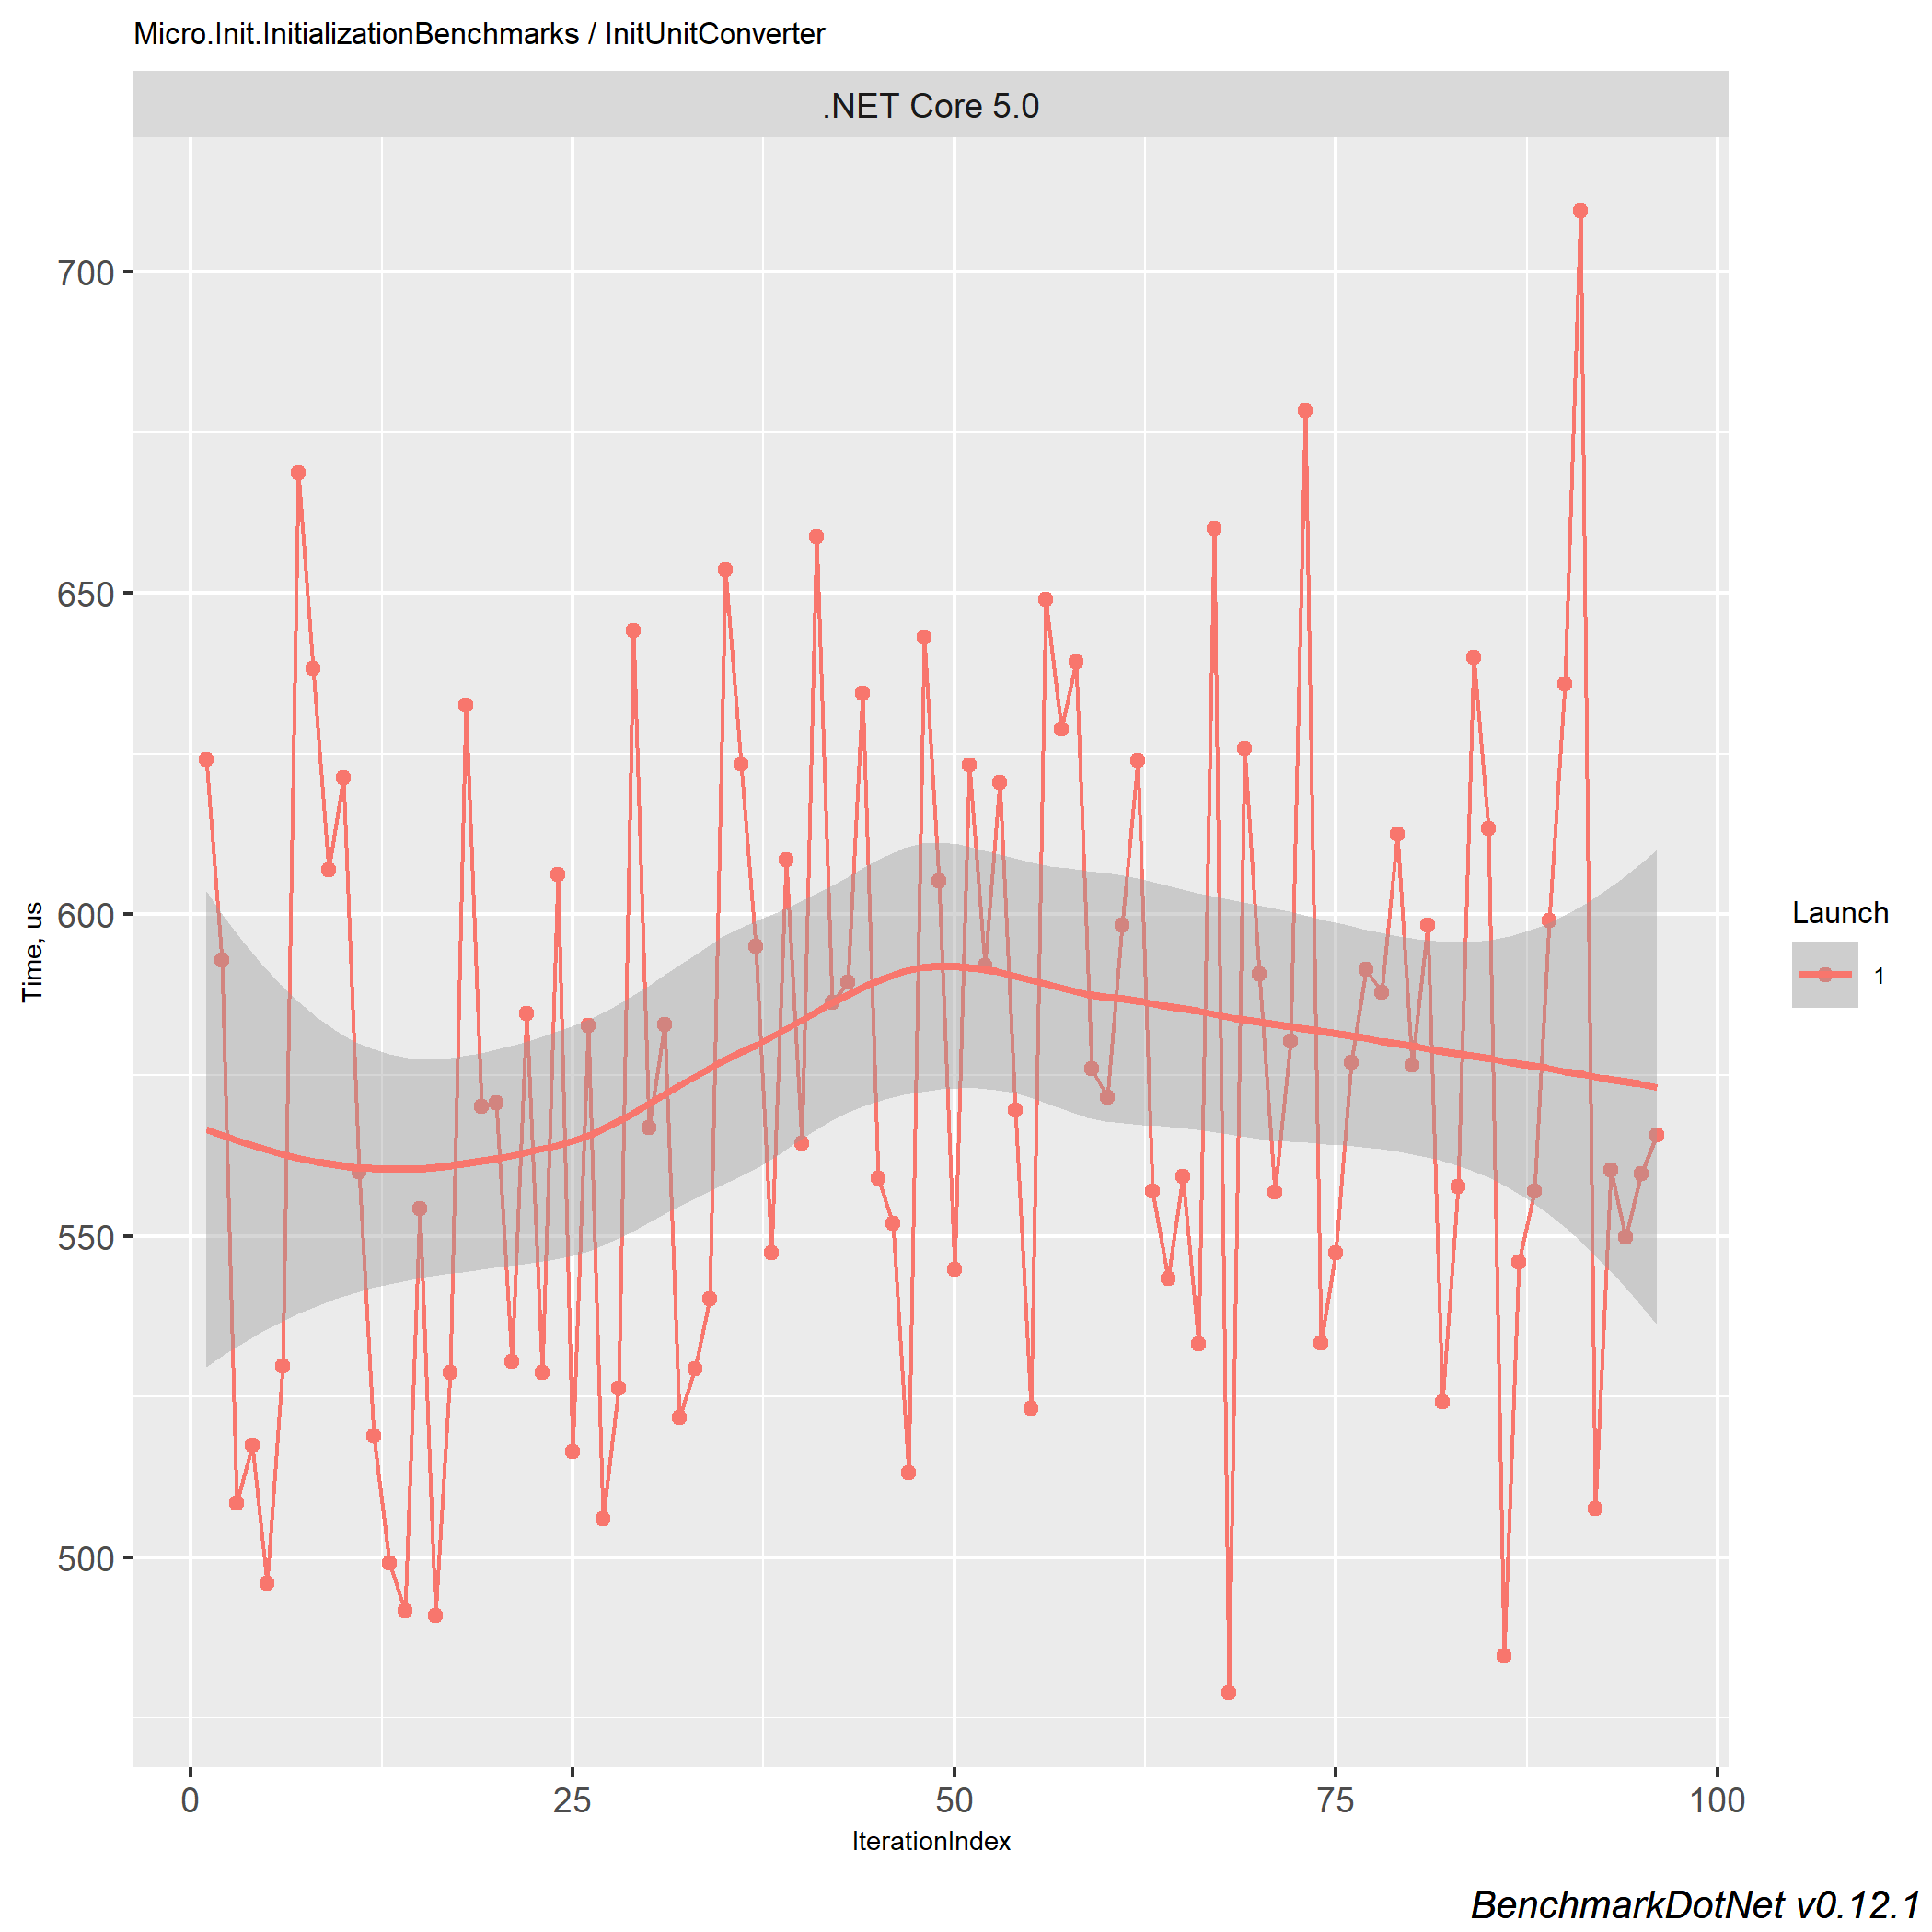 Micro.Init.InitializationBenchmarks / InitUnitConverter
.NET Core 5.0
700
650
600
550
500
Time, us
0 25 50 75 100
IterationIndex
Launch
1
BenchmarkDotNet v0.12.1